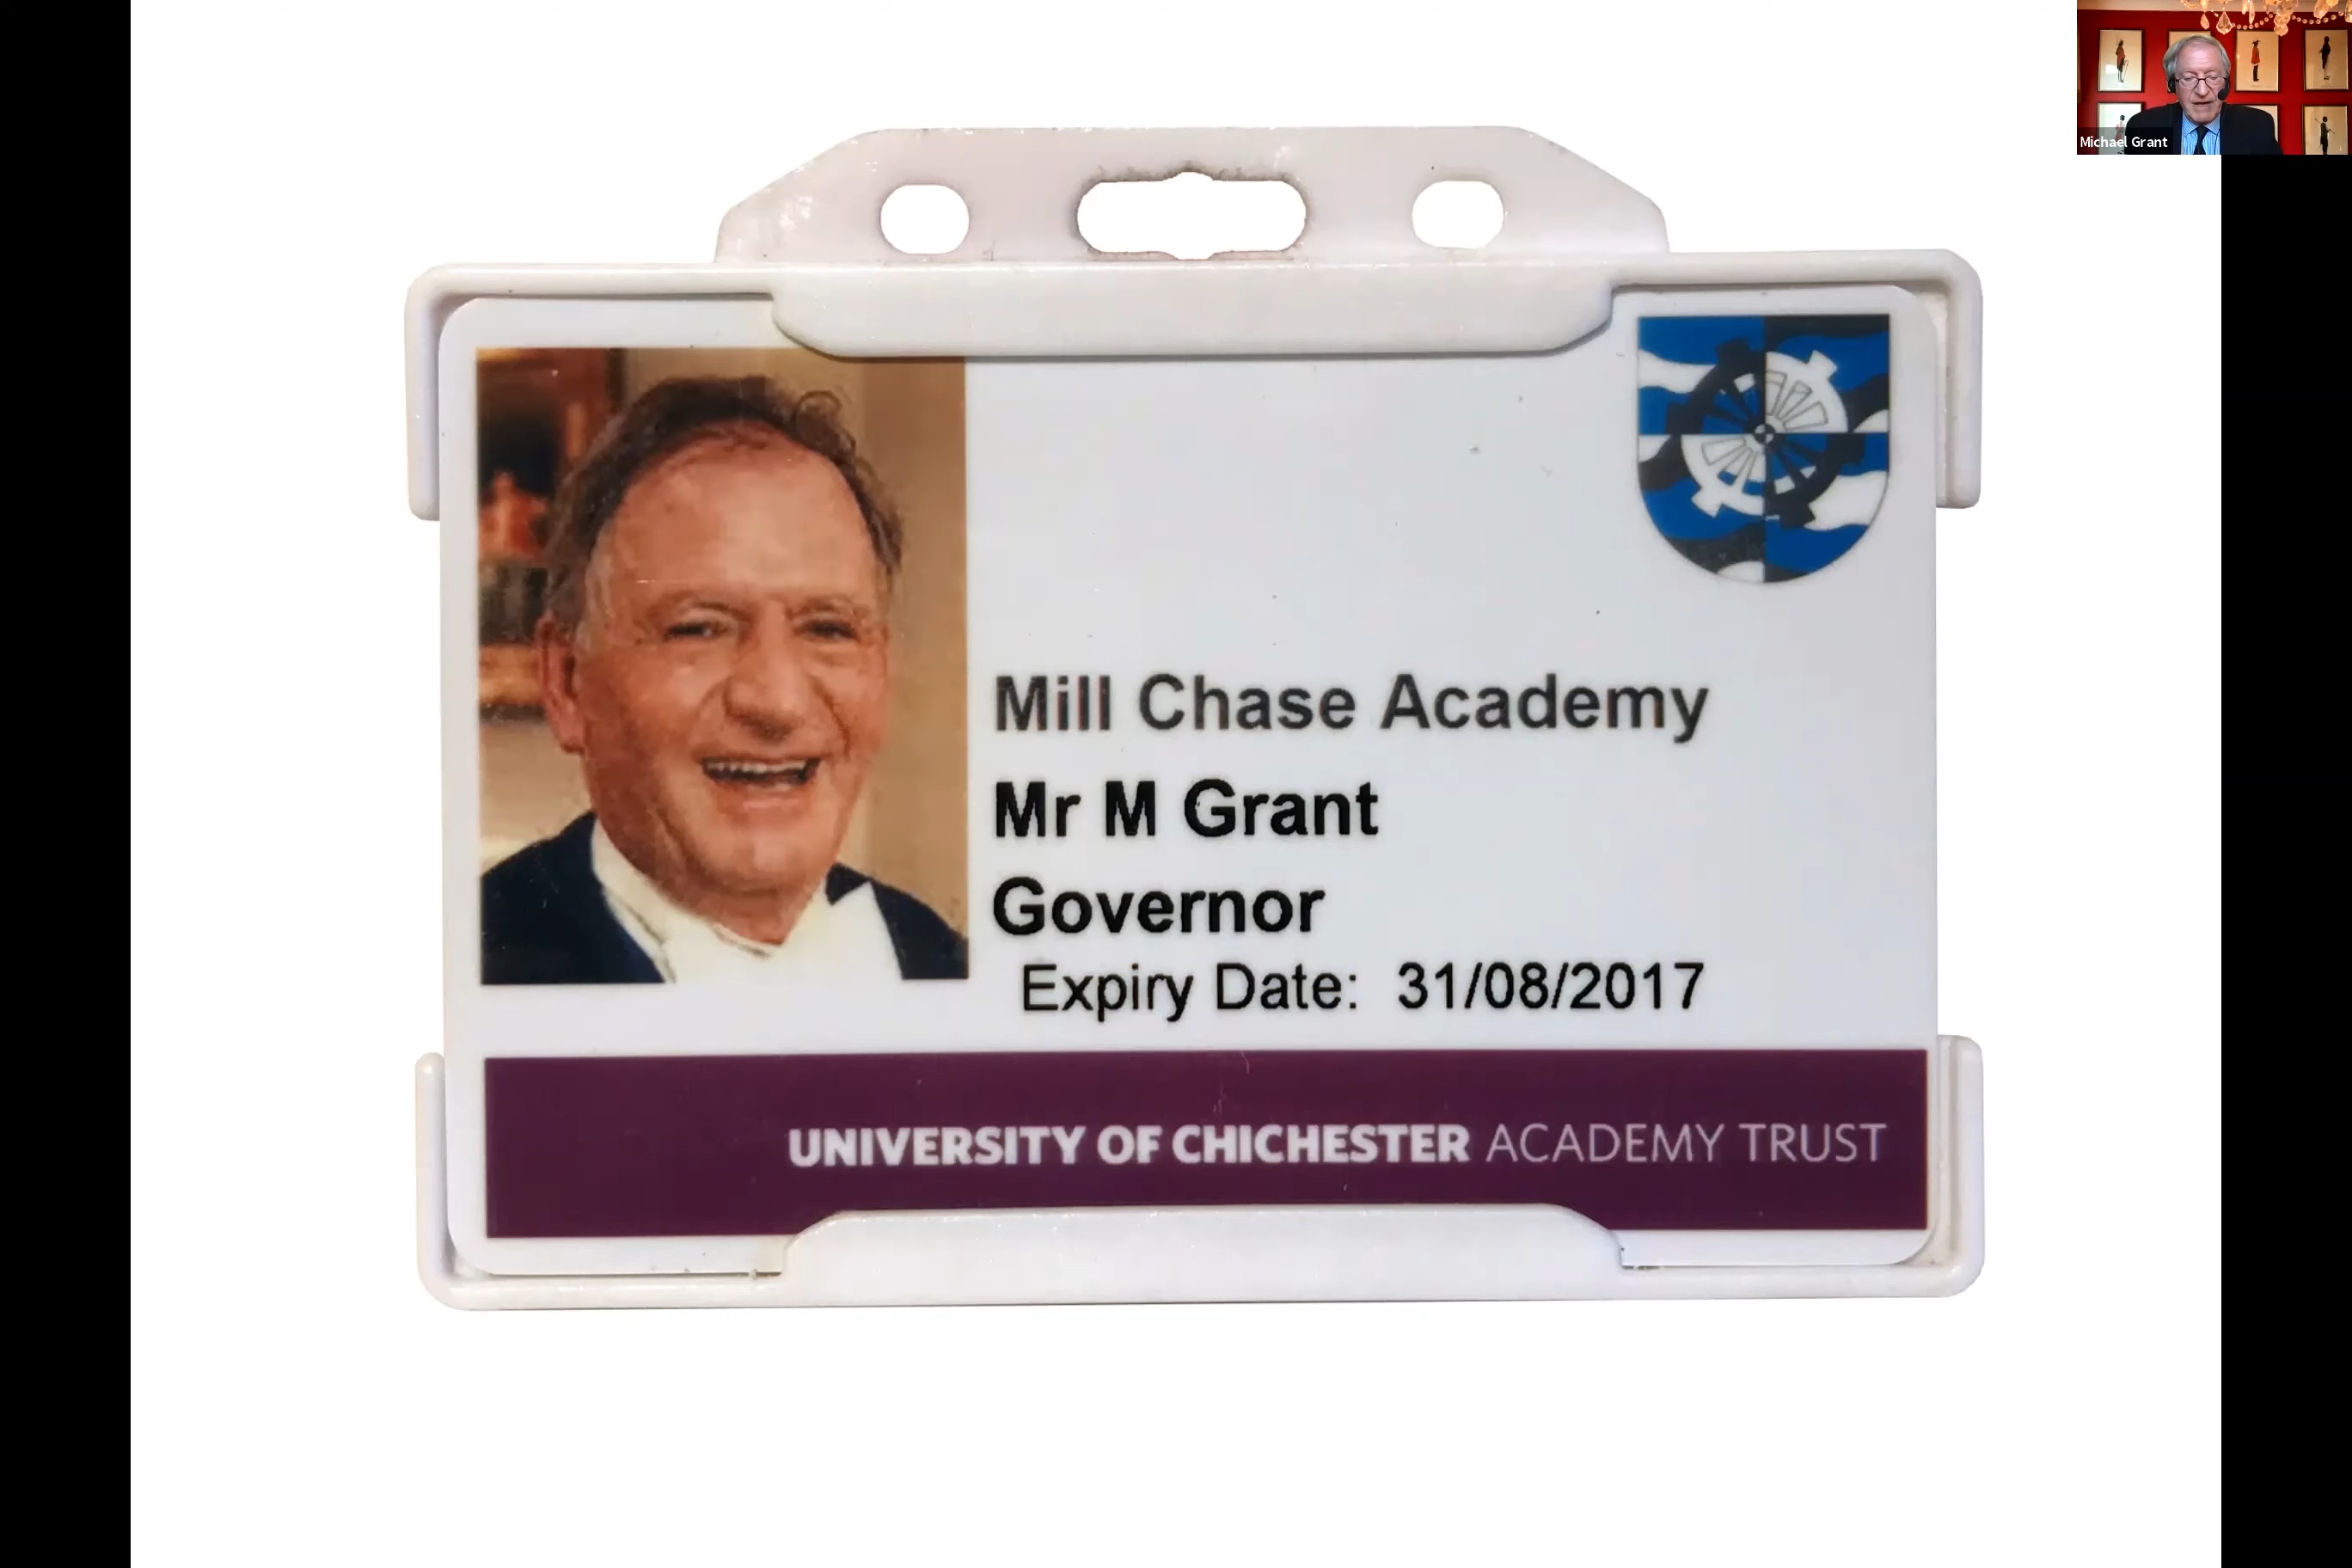 Michael Grant
Mill Chase Academy
Mr M Grant
Governor
Expiry Date: 31/08/2017
UNIVERSITY OF CHICHESTER ACADEMY TRUST